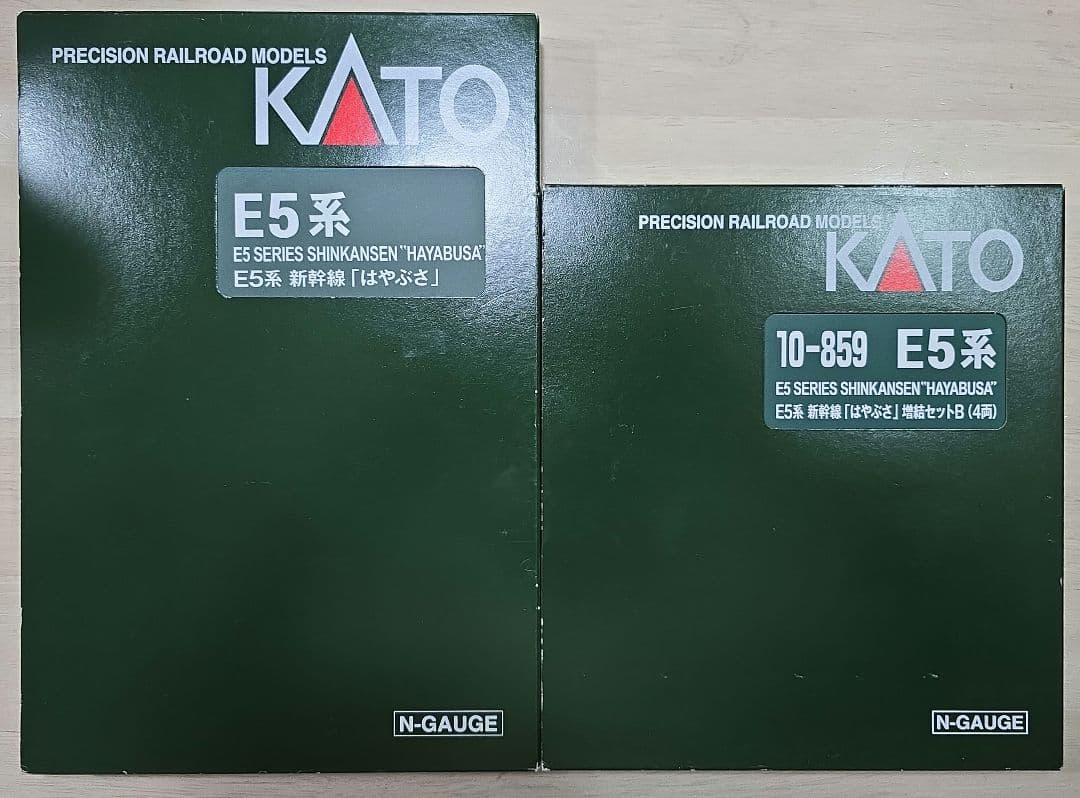 PRECISION RAILROAD MODELS
KATO
E5系
E5 SERIES SHINKANSEN "HAYABUSA"
E5系 新幹線「はやぶさ」
N-GAUGE
PRECISION RAILROAD MODELS
KATO
10-859 E5系
E5 SERIES SHINKANSEN "HAYABUSA"
E5系 新幹線「はやぶさ」増結セットB(4両)
N-GAUGE